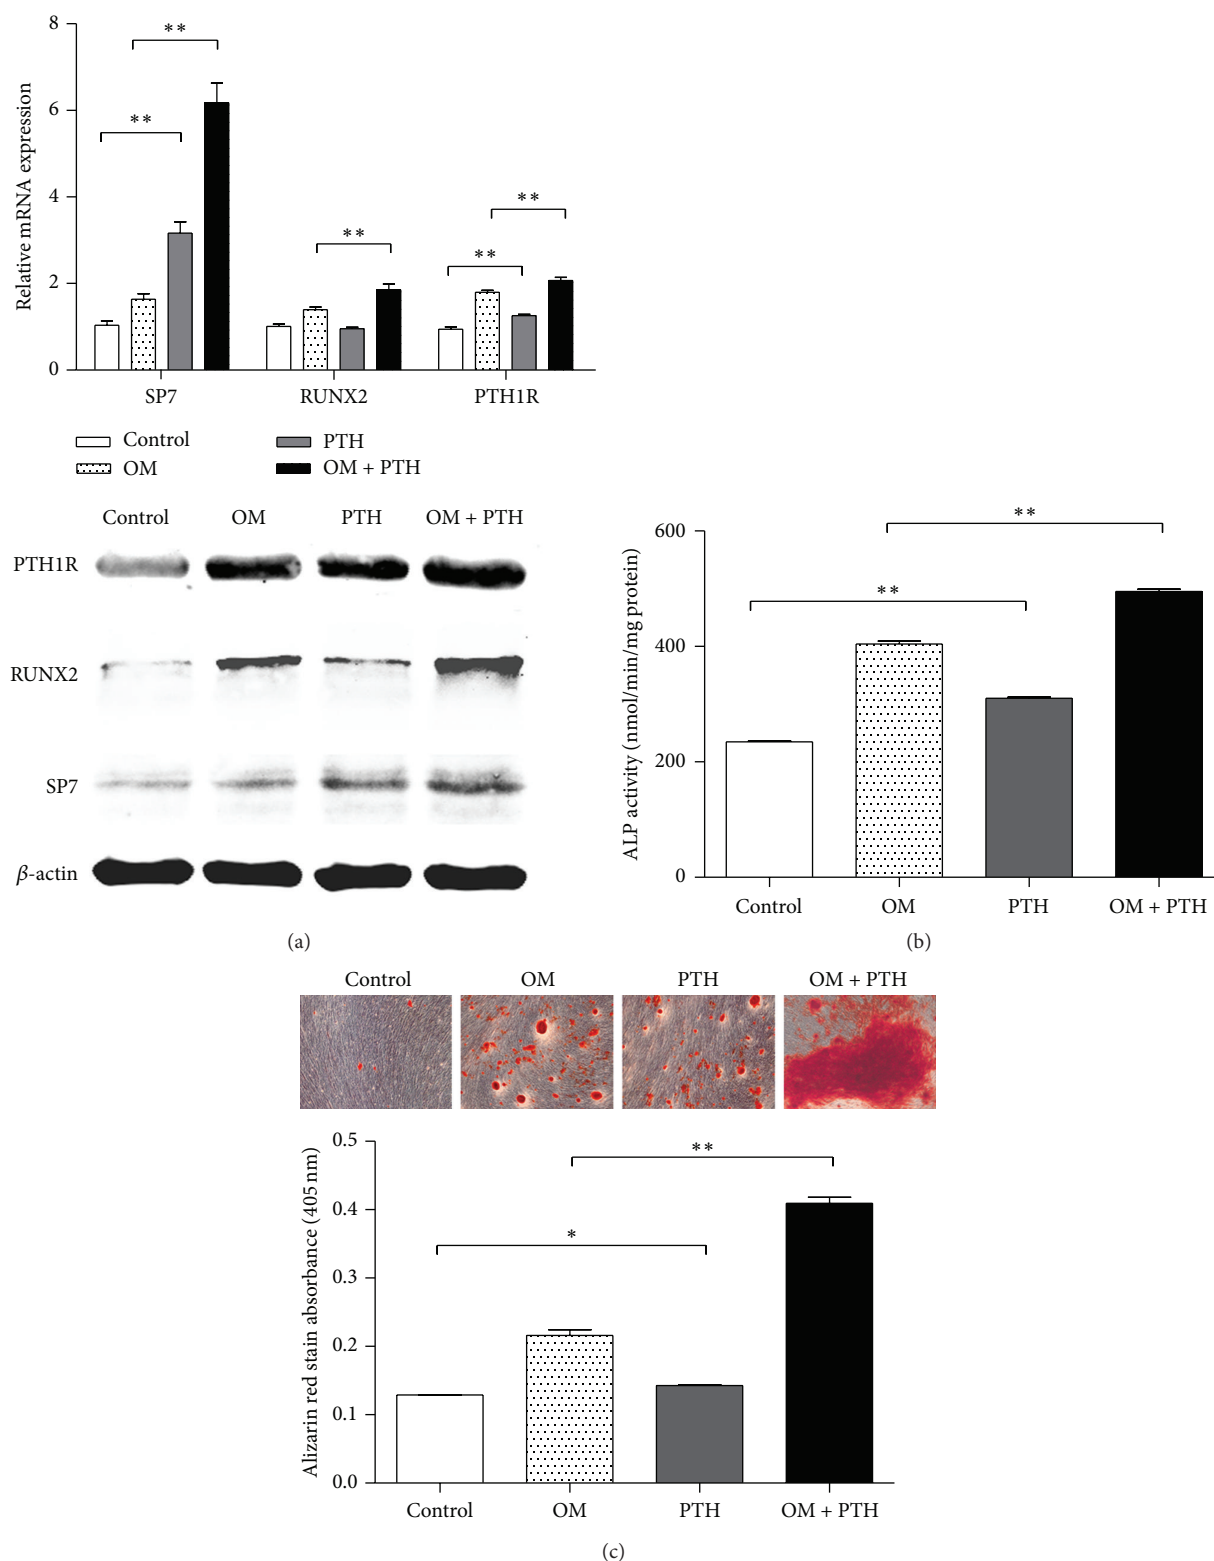 8
6
4
2
0
Relative mRNA expression
**
**
**
**
**
SP7 RUNX2 PTH1R
Control PTH
OM OM + PTH
Control OM PTH OM + PTH
PTH1R
RUNX2
SP7
β-actin
(a)
600
400
200
0
ALP activity (nmol/min/mg protein)
**
**
Control OM PTH OM + PTH
(b)
Control OM PTH OM + PTH
0.5
0.4
0.3
0.2
0.1
0.0
Alizarin red stain absorbance (405 nm)
**
*
Control OM PTH OM + PTH
(c)